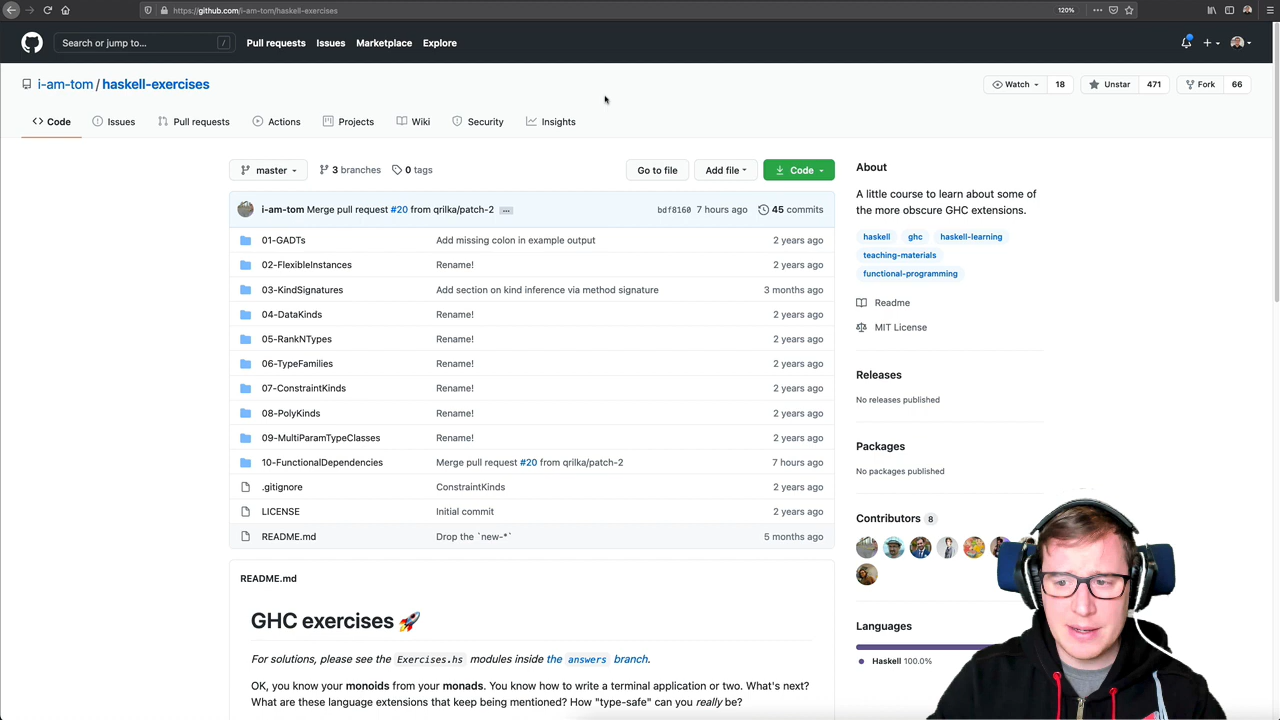 https://github.com/i-am-tom/haskell-exercises
120%
Search or jump to...
/
Pull requests
Issues
Marketplace
Explore
i-am-tom / haskell-exercises
Watch
18
Unstar
471
Fork
66
Code
Issues
Pull requests
Actions
Projects
Wiki
Security
Insights
master
3 branches
0 tags
Go to file
Add file
Code
i-am-tom Merge pull request #20 from qrilka/patch-2 ...
bdf8160 7 hours ago
45 commits
01-GADTs Add missing colon in example output 2 years ago
02-FlexibleInstances Rename! 2 years ago
03-KindSignatures Add section on kind inference via method signature 3 months ago
04-DataKinds Rename! 2 years ago
05-RankNTypes Rename! 2 years ago
06-TypeFamilies Rename! 2 years ago
07-ConstraintKinds Rename! 2 years ago
08-PolyKinds Rename! 2 years ago
09-MultiParamTypeClasses Rename! 2 years ago
10-FunctionalDependencies Merge pull request #20 from qrilka/patch-2 7 hours ago
.gitignore ConstraintKinds 2 years ago
LICENSE Initial commit 2 years ago
README.md Drop the `new-*` 5 months ago
README.md
GHC exercises 🚀
For solutions, please see the Exercises.hs modules inside the answers branch.
OK, you know your monoids from your monads. You know how to write a terminal application or two. What's next?
What are these language extensions that keep being mentioned? How "type-safe" can you really be?
About
A little course to learn about some of
the more obscure GHC extensions.
haskell
ghc
haskell-learning
teaching-materials
functional-programming
Readme
MIT License
Releases
No releases published
Packages
No packages published
Contributors 8
Languages
Haskell 100.0%